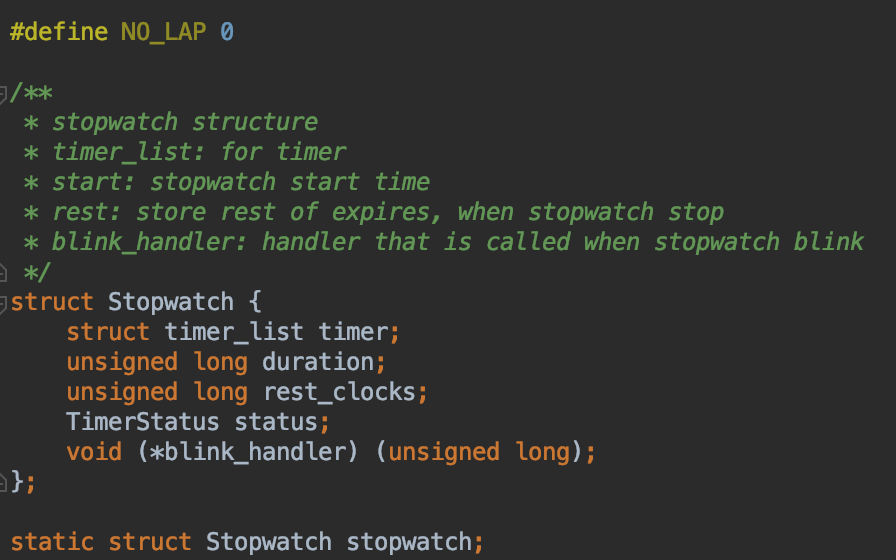 #define NO_LAP 0
/**
 * stopwatch structure
 * timer_list: for timer
 * start: stopwatch start time
 * rest: store rest of expires, when stopwatch stop
 * blink_handler: handler that is called when stopwatch blink
 */
struct Stopwatch {
    struct timer_list timer;
    unsigned long duration;
    unsigned long rest_clocks;
    TimerStatus status;
    void (*blink_handler) (unsigned long);
};
static struct Stopwatch stopwatch;